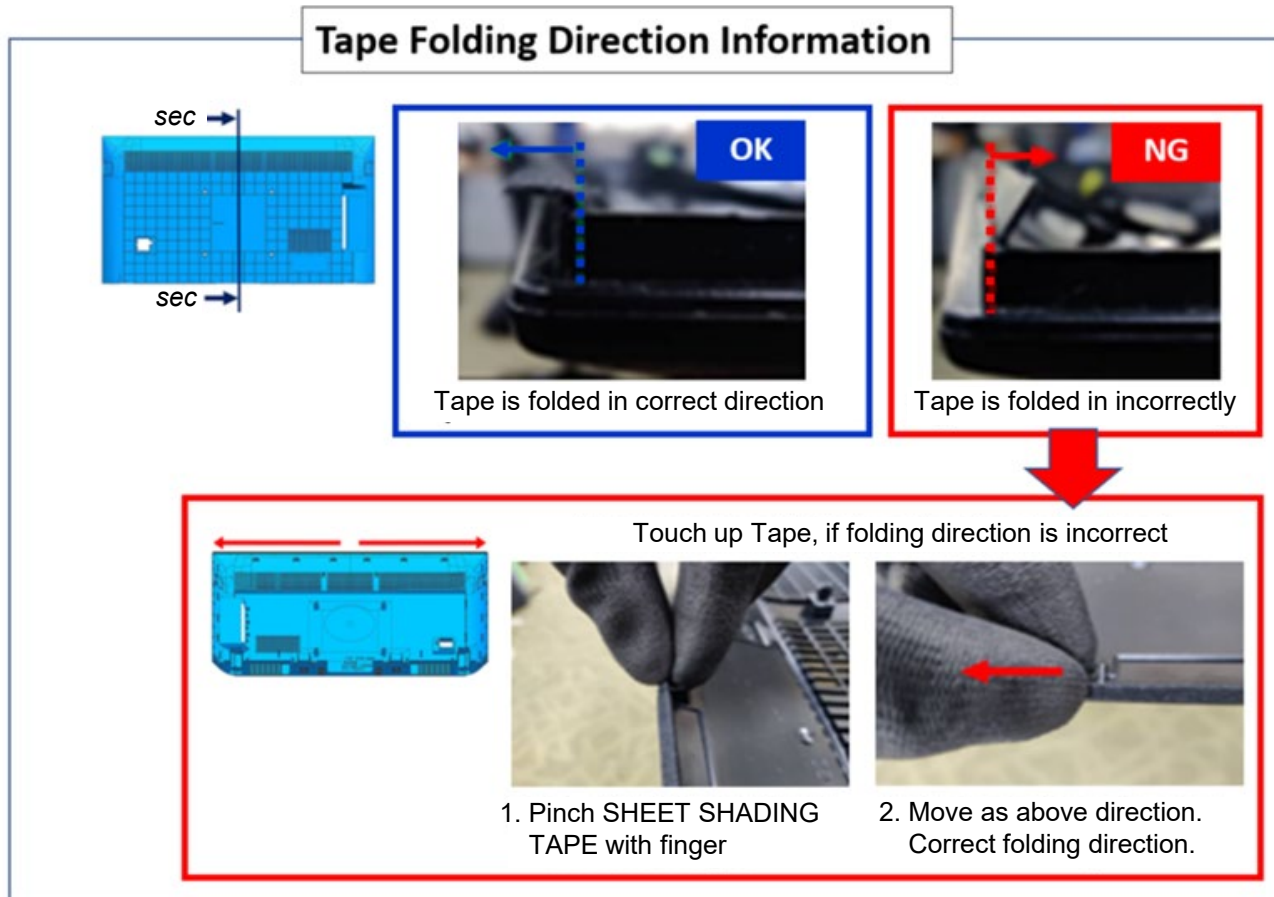 Tape Folding Direction Information
sec
sec
OK
NG
Tape is folded in correct direction
Tape is folded in incorrectly
Touch up Tape, if folding direction is incorrect
1. Pinch SHEET SHADING
TAPE with finger
2. Move as above direction.
Correct folding direction.